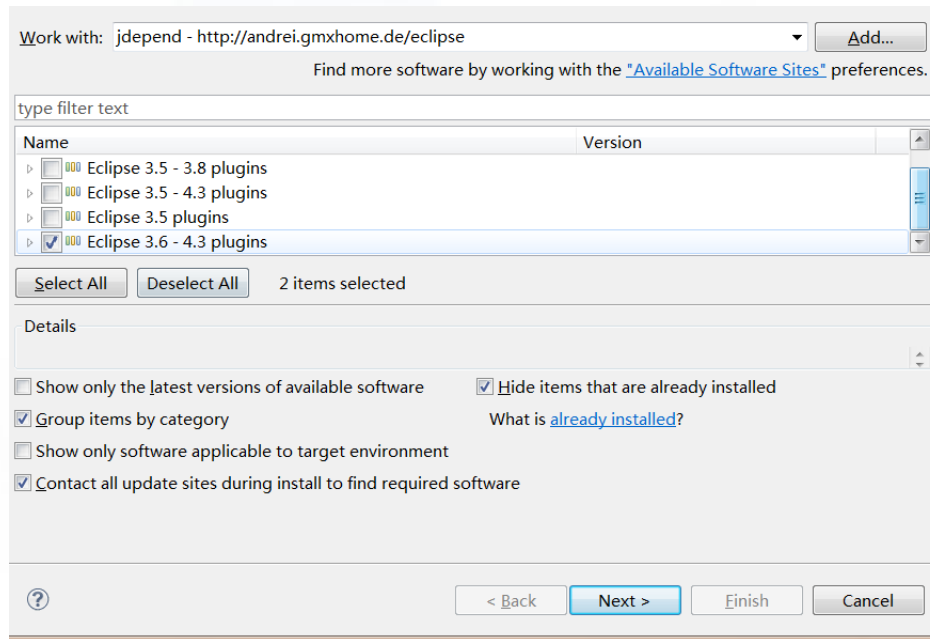 Work with: jdepend - http://andrei.gmxhome.de/eclipse Add...
Find more software by working with the "Available Software Sites" preferences.
type filter text
Name Version
Eclipse 3.5 - 3.8 plugins
Eclipse 3.5 - 4.3 plugins
Eclipse 3.5 plugins
Eclipse 3.6 - 4.3 plugins
Select All Deselect All 2 items selected
Details
Show only the latest versions of available software Hide items that are already installed
Group items by category What is already installed?
Show only software applicable to target environment
Contact all update sites during install to find required software
? < Back Next > Finish Cancel